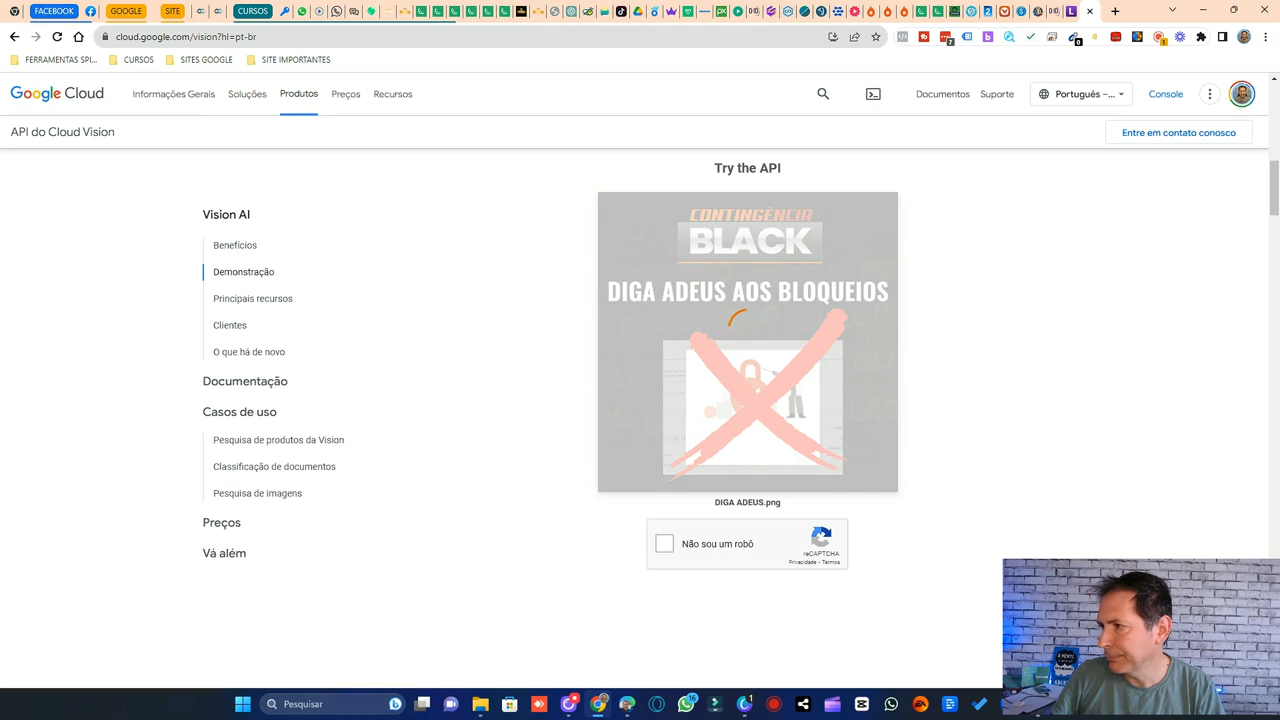 FACEBOOK
GOOGLE
SITE
CURSOS
cloud.google.com/vision?hl=pt-br
FERRAMENTAS SPI...
CURSOS
SITES GOOGLE
SITE IMPORTANTES
Google Cloud
Informações Gerais
Soluções
Produtos
Preços
Recursos
Documentos
Suporte
Português –...
Console
API do Cloud Vision
Entre em contato conosco
Vision AI
Benefícios
Demonstração
Principais recursos
Clientes
O que há de novo
Documentação
Casos de uso
Pesquisa de produtos da Vision
Classificação de documentos
Pesquisa de imagens
Preços
Vá além
Try the API
CONTINGÊNCIA
BLACK
DIGA ADEUS AOS BLOQUEIOS
DIGA ADEUS.png
Não sou um robô
reCAPTCHA
Privacidade - Termos
A MENTE
Pesquisar
16
1